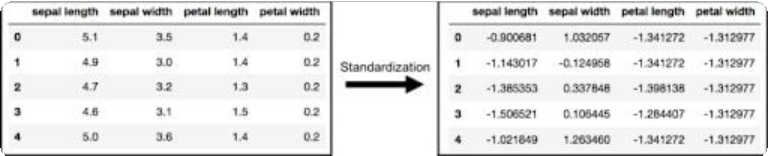 sepal length sepal width petal length petal width
0 5.1 3.5 1.4 0.2
1 4.9 3.0 1.4 0.2
2 4.7 3.2 1.3 0.2
3 4.6 3.1 1.5 0.2
4 5.0 3.6 1.4 0.2
Standardization
sepal length sepal width petal length petal width
0 -0.900681 1.032057 -1.341272 -1.312977
1 -1.143017 -0.124958 -1.341272 -1.312977
2 -1.385353 0.337848 -1.398138 -1.312977
3 -1.506521 0.106445 -1.284407 -1.312977
4 -1.021849 1.263460 -1.341272 -1.312977